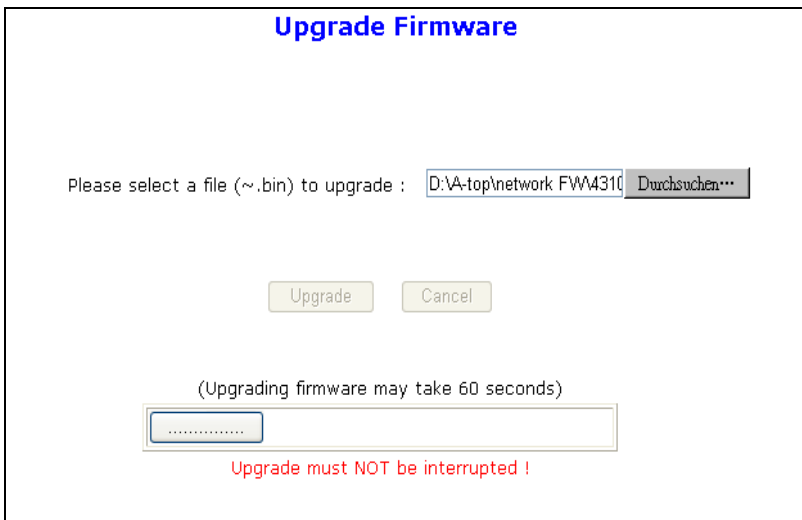 Upgrade Firmware
Please select a file (~.bin) to upgrade : D:\A-top\network FW\4310 Durchsuchen...
Upgrade Cancel
(Upgrading firmware may take 60 seconds)
...............
Upgrade must NOT be interrupted !